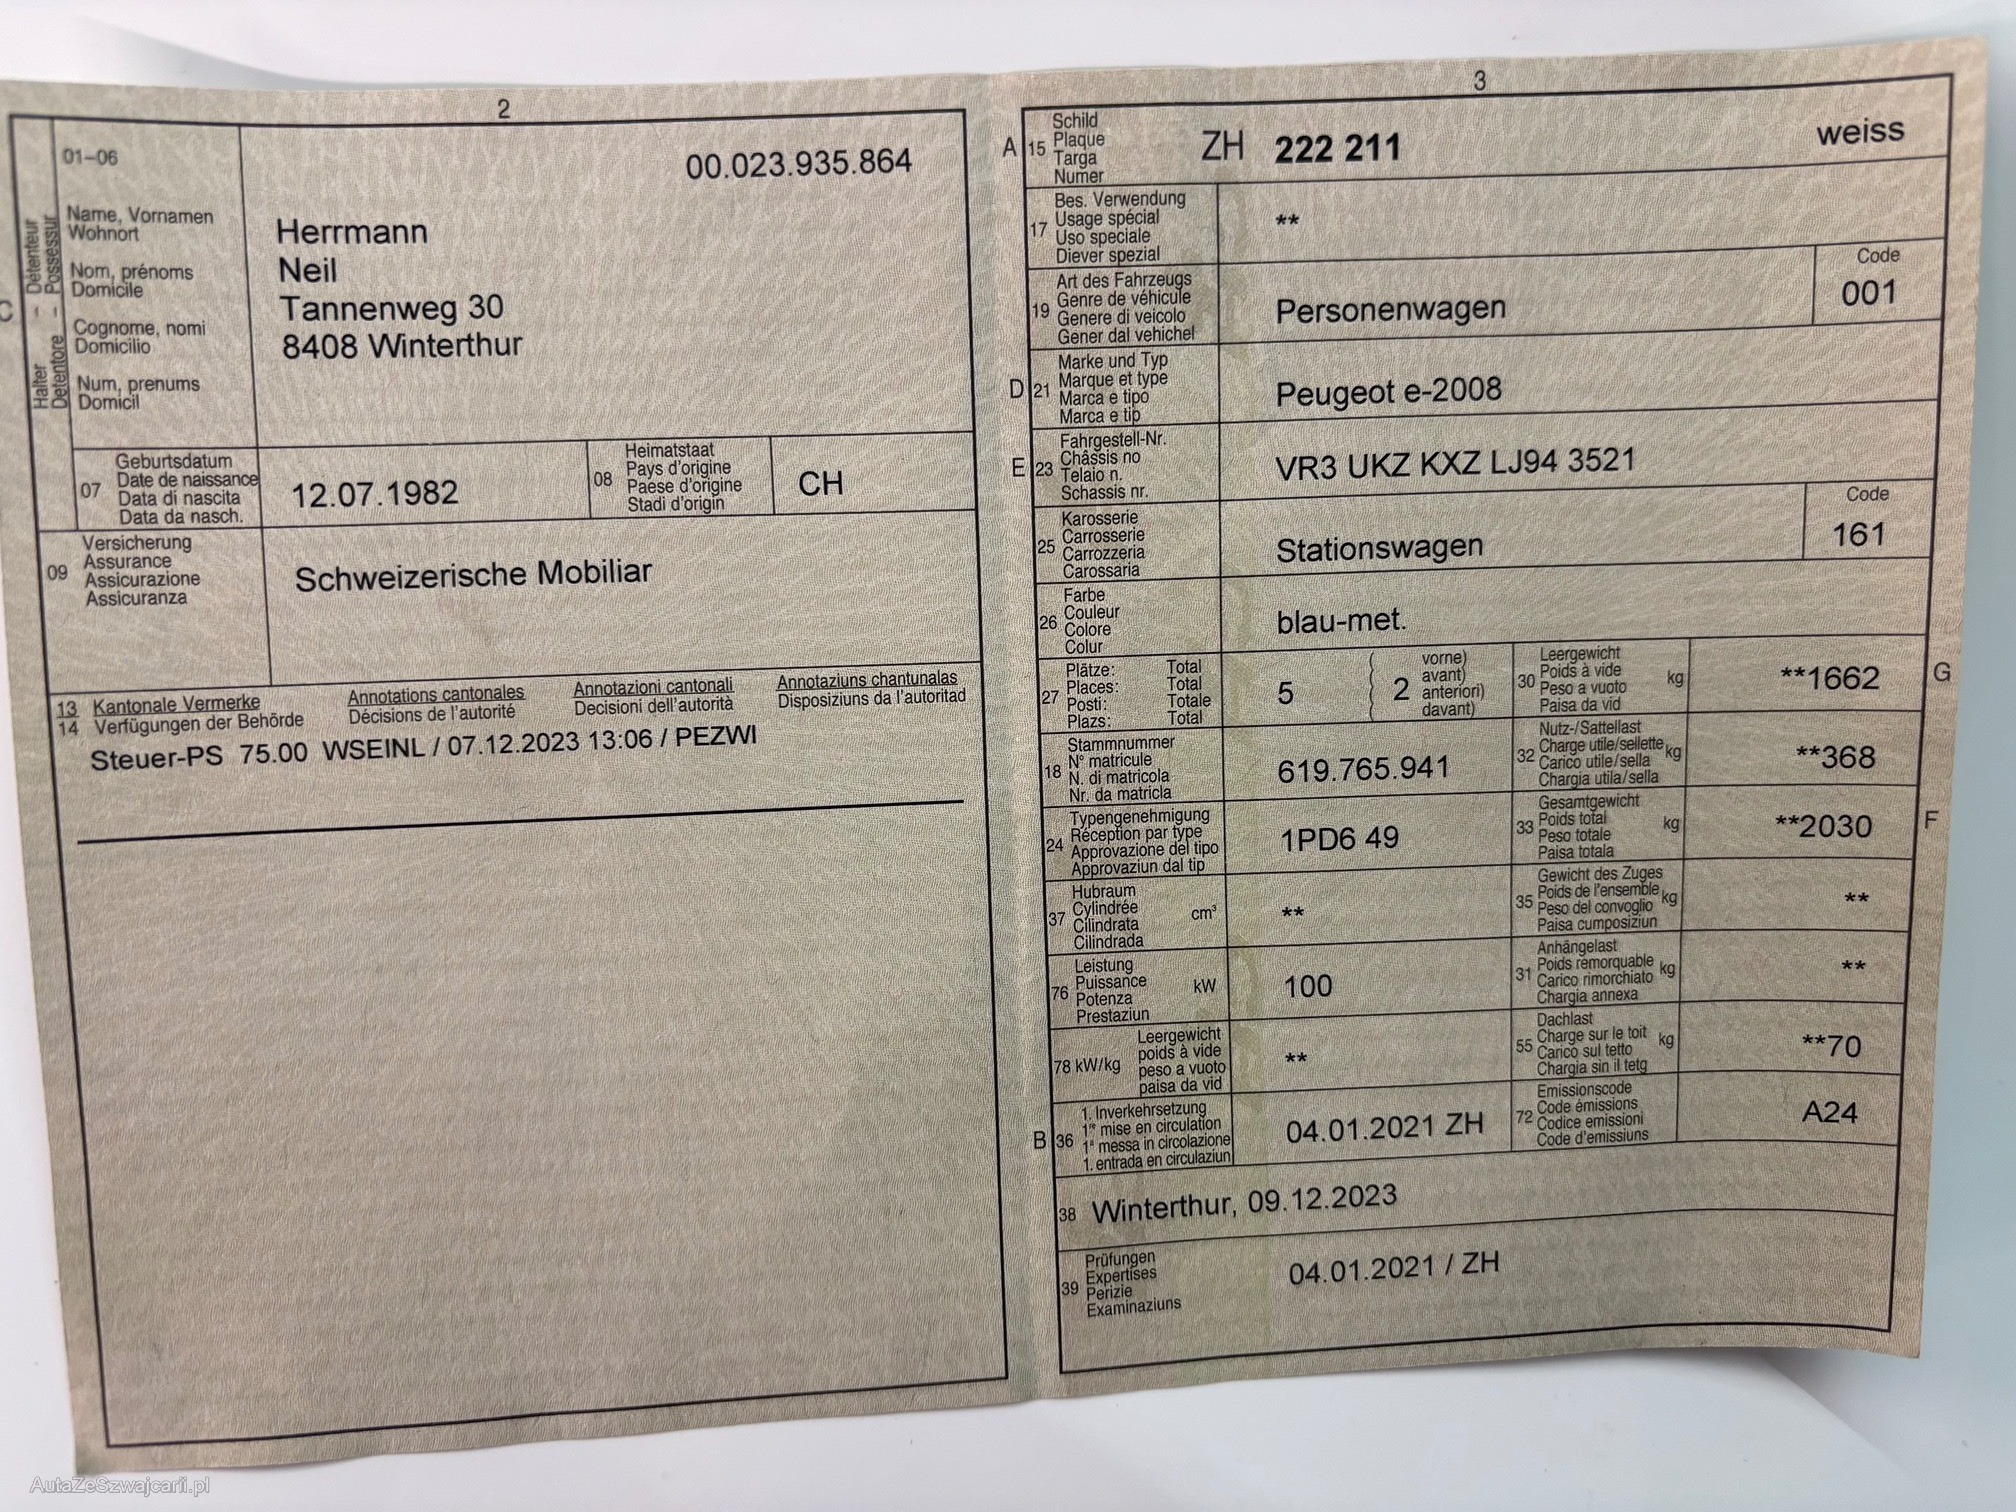 2
01–06
00.023.935.864
Halter – Détenteur
Detentore – Possessur
C
Name, Vornamen
Wohnort
Nom, prénoms
Domicile
Cognome, nomi
Domicilio
Num, prenums
Domicil
Herrmann
Neil
Tannenweg 30
8408 Winterthur
07
Geburtsdatum
Date de naissance
Data di nascita
Data da nasch.
12.07.1982
08
Heimatstaat
Pays d'origine
Paese d'origine
Stadi d'origin
CH
09
Versicherung
Assurance
Assicurazione
Assicuranza
Schweizerische Mobiliar
13 Kantonale Vermerke Annotations cantonales Annotazioni cantonali Annotaziuns chantunalas
14 Verfügungen der Behörde Décisions de l'autorité Decisioni dell'autorità Disposiziuns da l'autoritad
Steuer-PS 75.00 WSEINL / 07.12.2023 13:06 / PEZWI
3
A 15
Schild
Plaque
Targa
Numer
ZH 222 211 weiss
17
Bes. Verwendung
Usage spécial
Uso speciale
Diever spezial
**
19
Art des Fahrzeugs
Genre de véhicule
Genere di veicolo
Gener dal vehichel
Personenwagen
Code
001
D 21
Marke und Typ
Marque et type
Marca e tipo
Marca e tip
Peugeot e-2008
E 23
Fahrgestell-Nr.
Châssis no
Telaio n.
Schassis nr.
VR3 UKZ KXZ LJ94 3521
25
Karosserie
Carrosserie
Carrozzeria
Carossaria
Stationswagen
Code
161
26
Farbe
Couleur
Colore
Colur
blau-met.
27
Plätze: Total
Places: Total
Posti: Totale
Plazs: Total
5
2
vorne)
avant)
anteriori)
davant)
30
Leergewicht
Poids à vide
Peso a vuoto
Paisa da vid
kg
**1662
G
18
Stammnummer
N° matricule
N. di matricola
Nr. da matricla
619.765.941
32
Nutz-/Sattellast
Charge utile/sellette
Carico utile/sella
Chargia utila/sella
kg
**368
24
Typengenehmigung
Réception par type
Approvazione del tipo
Approvaziun dal tip
1PD6 49
33
Gesamtgewicht
Poids total
Peso totale
Paisa totala
kg
**2030
F
37
Hubraum
Cylindrée
Cilindrata
Cilindrada
cm³
**
35
Gewicht des Zuges
Poids de l'ensemble
Peso del convoglio
Paisa cumposiziun
kg
**
76
Leistung
Puissance
Potenza
Prestaziun
kW
100
31
Anhängelast
Poids remorquable
Carico rimorchiato
Chargia annexa
kg
**
78 kW/kg
Leergewicht
poids à vide
peso a vuoto
paisa da vid
**
55
Dachlast
Charge sur le toit
Carico sul tetto
Chargia sin il tetg
kg
**70
B 36
1. Inverkehrsetzung
1re mise en circulation
1a messa in circolazione
1. entrada en circulaziun
04.01.2021 ZH
72
Emissionscode
Code émissions
Codice emissioni
Code d'emissiuns
A24
38 Winterthur, 09.12.2023
39
Prüfungen
Expertises
Perizie
Examinaziuns
04.01.2021 / ZH
AutaZeSzwajcarii.pl